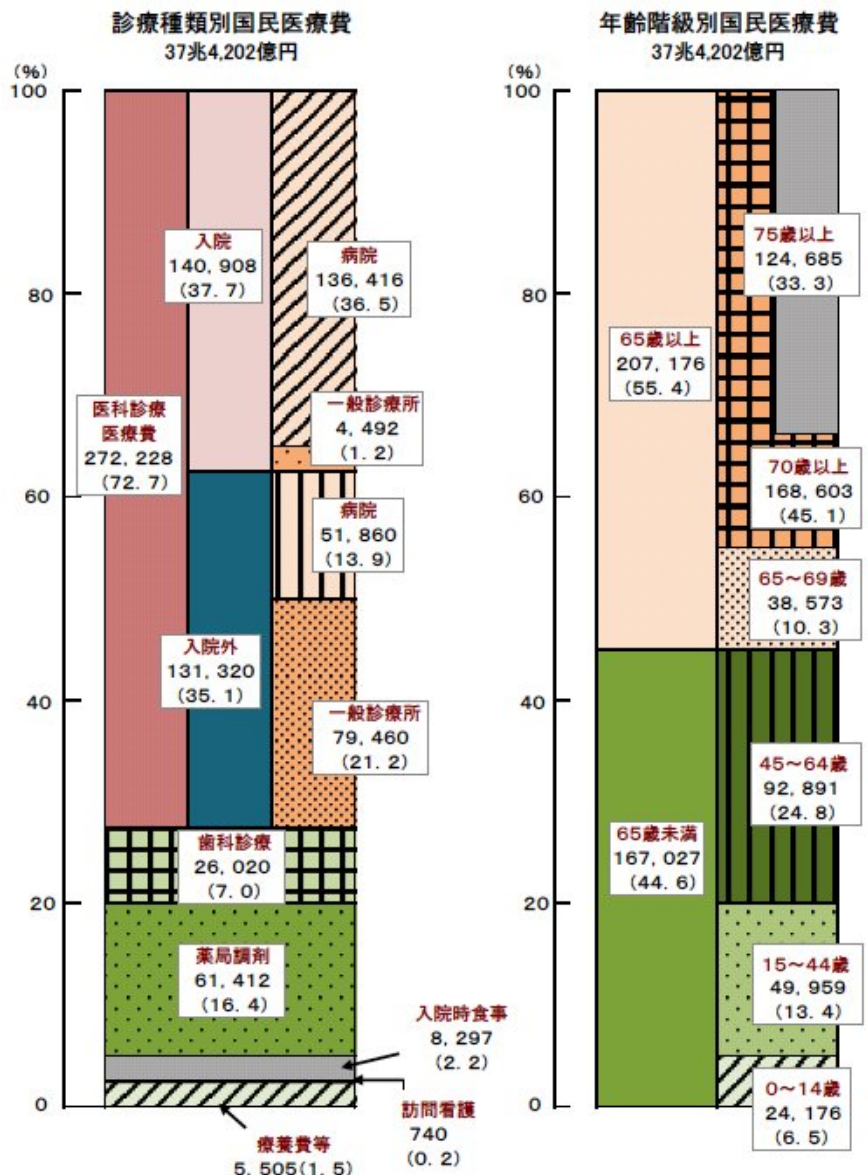 診療種類別国民医療費
37兆4,202億円
(%)
100
80
60
40
20
0
入院
140,908
(37.7)
病院
136,416
(36.5)
医科診療
医療費
272,228
(72.7)
一般診療所
4,492
(1.2)
病院
51,860
(13.9)
入院外
131,320
(35.1)
一般診療所
79,460
(21.2)
歯科診療
26,020
(7.0)
薬局調剤
61,412
(16.4)
入院時食事
8,297
(2.2)
訪問看護
740
(0.2)
療養費等
5,505(1.5)
年齢階級別国民医療費
37兆4,202億円
(%)
100
80
60
40
20
0
75歳以上
124,685
(33.3)
65歳以上
207,176
(55.4)
70歳以上
168,603
(45.1)
65～69歳
38,573
(10.3)
45～64歳
92,891
(24.8)
65歳未満
167,027
(44.6)
15～44歳
49,959
(13.4)
0～14歳
24,176
(6.5)